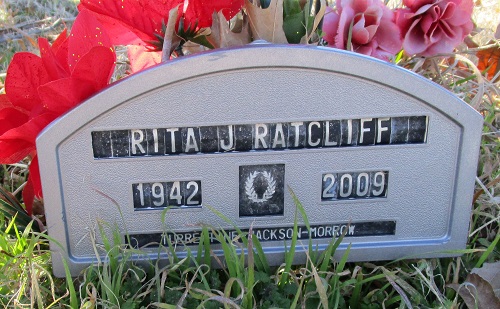 RITA J RATCLIFF
1942 2009
JACKSON-MORROW